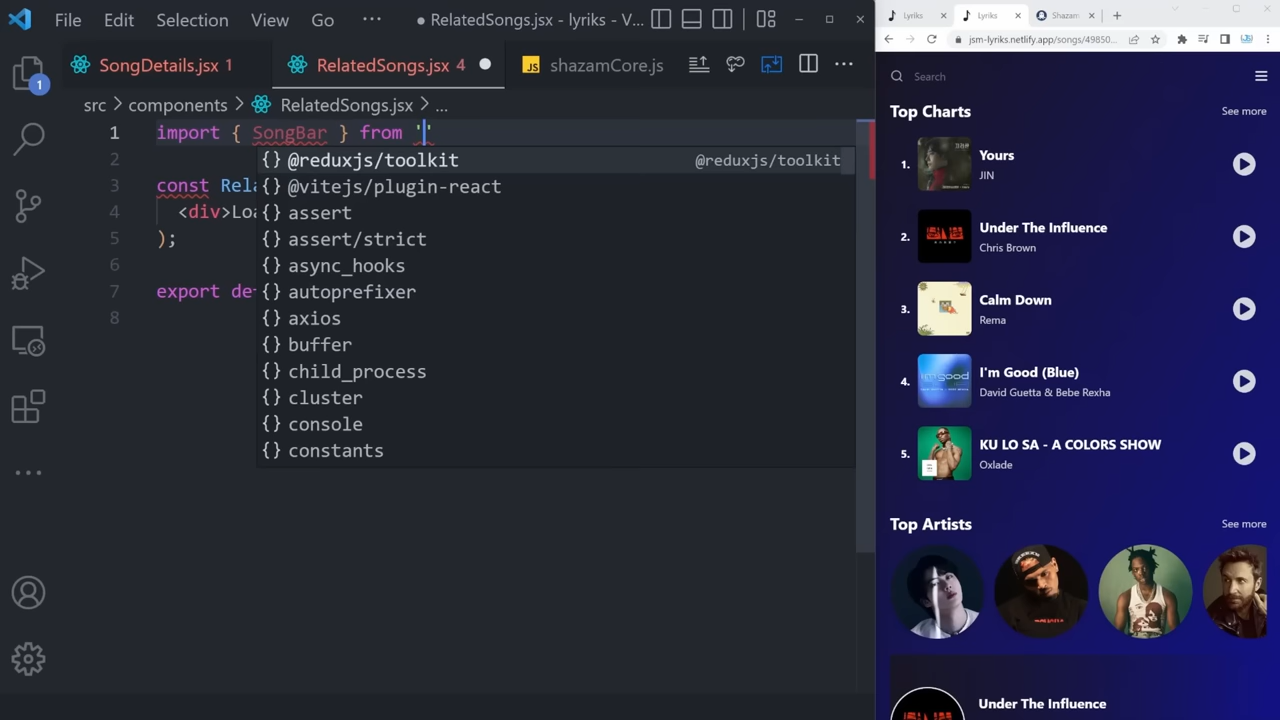 File Edit Selection View Go ··· ● RelatedSongs.jsx - lyriks - V...
SongDetails.jsx 1 RelatedSongs.jsx 4 ● JS shazamCore.js ···
1
src > components > RelatedSongs.jsx > ...
1 import { SongBar } from ''
2
3 const Rela
4 <div>Loa
5 );
6
7 export de
8
{} @reduxjs/toolkit @reduxjs/toolkit
{} @vitejs/plugin-react
{} assert
{} assert/strict
{} async_hooks
{} autoprefixer
{} axios
{} buffer
{} child_process
{} cluster
{} console
{} constants
Lyriks Lyriks Shazam
jsm-lyriks.netlify.app/songs/49850...
Search
Top Charts See more
1. Yours
JIN
2. Under The Influence
Chris Brown
3. Calm Down
Rema
4. I'm Good (Blue)
David Guetta & Bebe Rexha
5. KU LO SA - A COLORS SHOW
Oxlade
Top Artists See more
Under The Influence